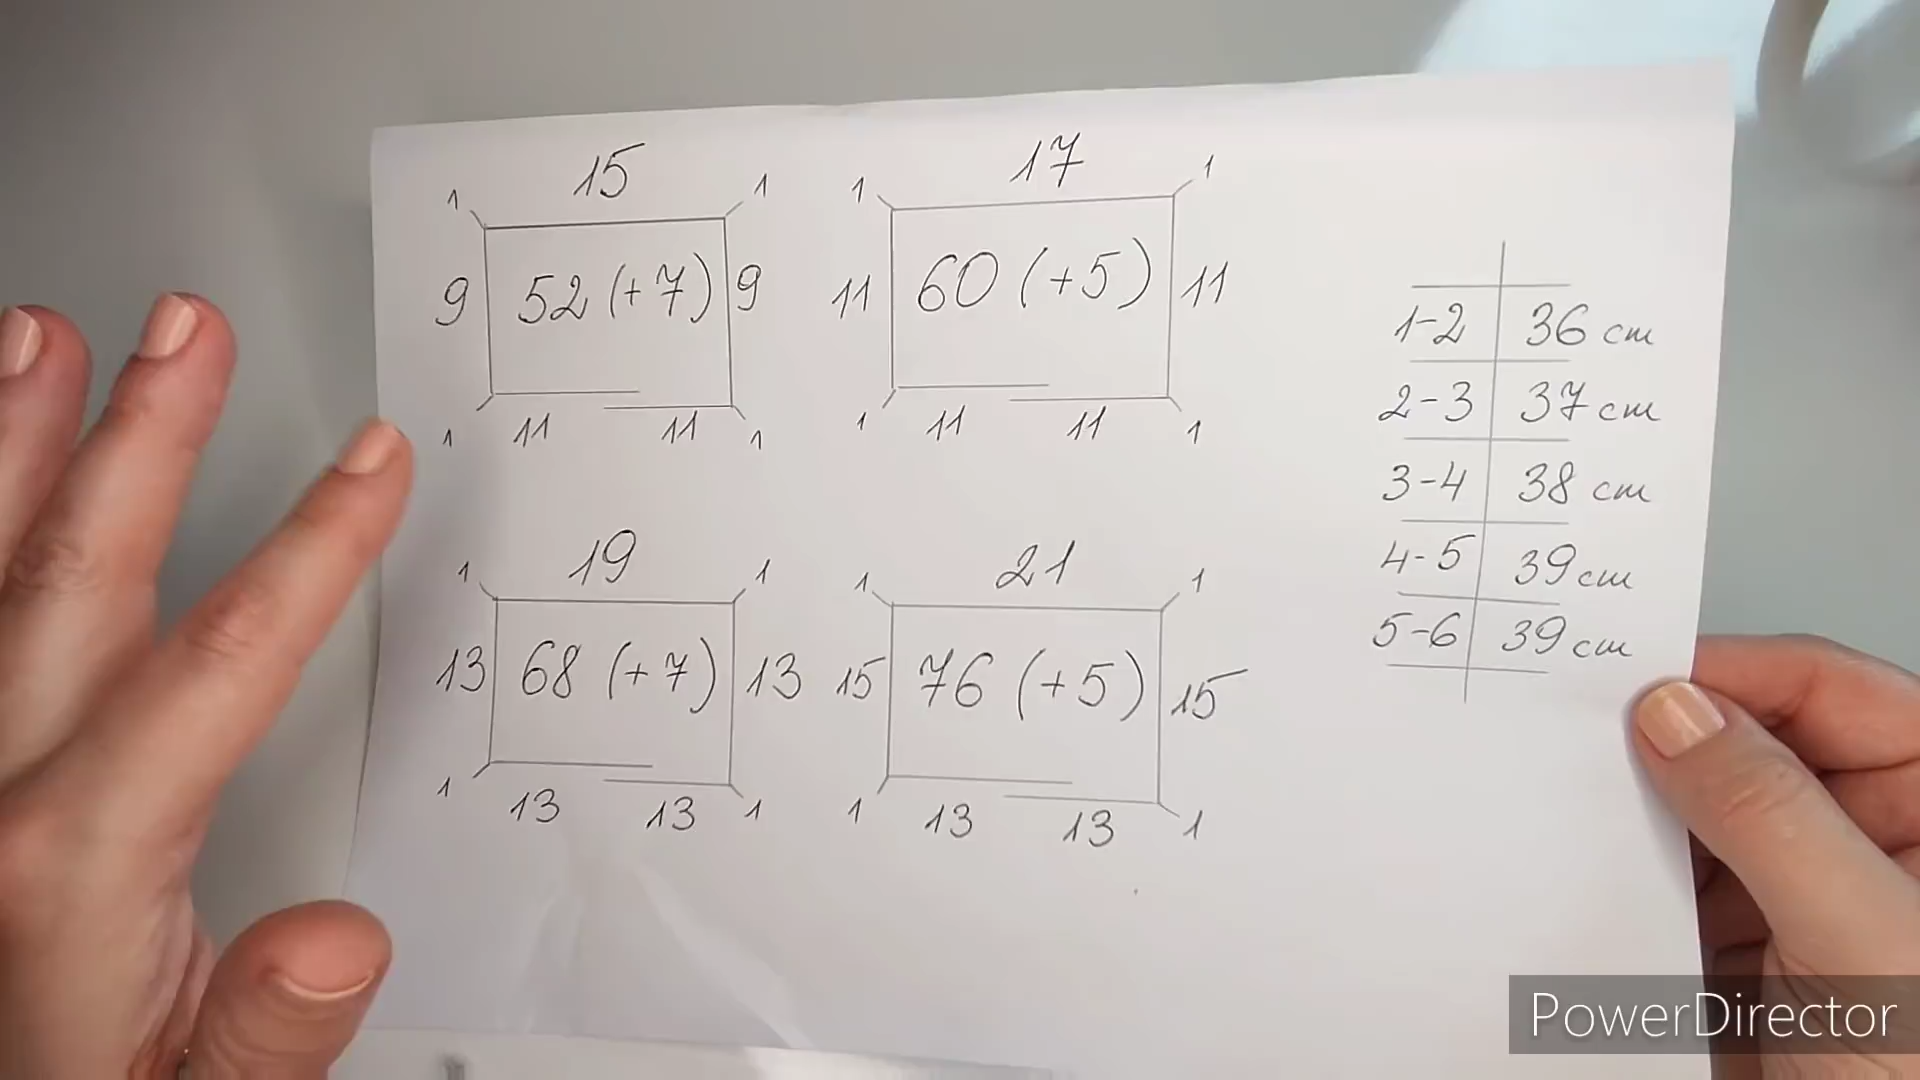 15
1 1
9 52 (+7) 9
1 11 11 1
17
1 1
11 60 (+5) 11
1 11 11 1
19
1 1
13 68 (+7) 13
1 13 13 1
21
1 1
15 76 (+5) 15
1 13 13 1
1-2 36 cm
2-3 37 cm
3-4 38 cm
4-5 39 cm
5-6 39 cm
PowerDirector